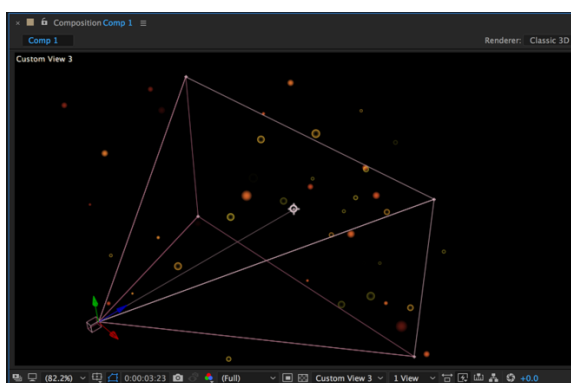 × Composition Comp 1 ≡
Comp 1 Renderer: Classic 3D
Custom View 3
(82.2%) 0:00:03:23 (Full) Custom View 3 1 View +0.0